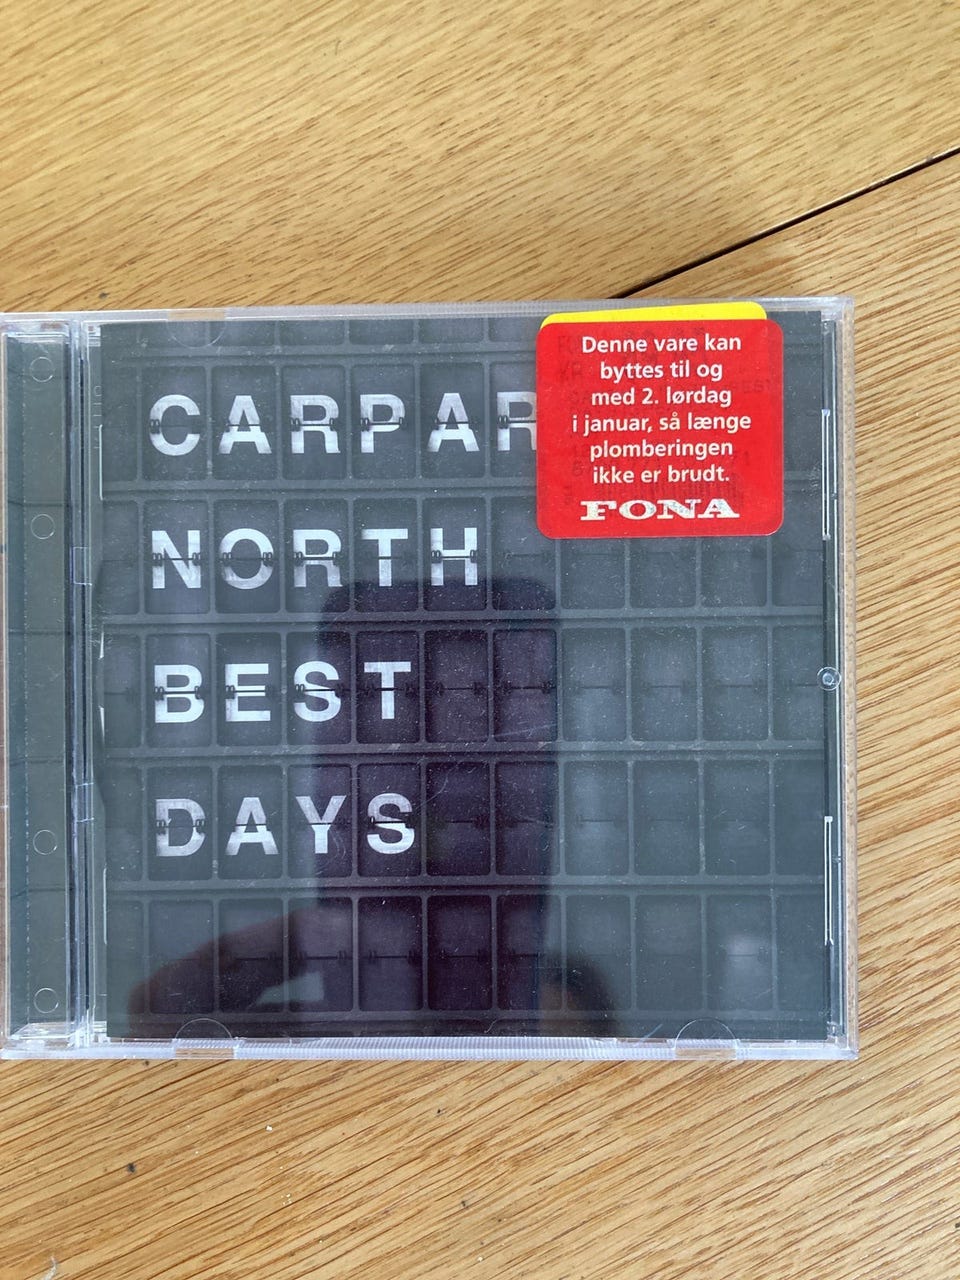 CARPAR
NORTH
BEST
DAYS
Denne vare kan
byttes til og
med 2. lørdag
i januar, så længe
plomberingen
ikke er brudt.
FONA